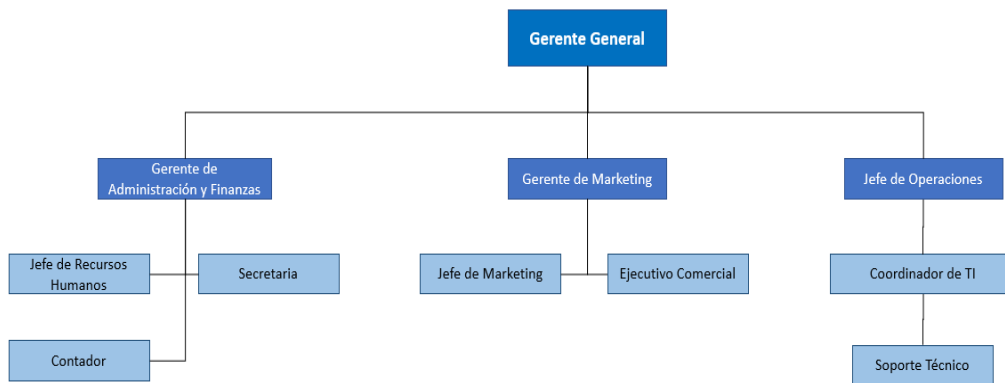 Gerente General
Gerente de
Administración y Finanzas
Gerente de Marketing
Jefe de Operaciones
Jefe de Recursos
Humanos
Secretaria
Jefe de Marketing
Ejecutivo Comercial
Coordinador de TI
Contador
Soporte Técnico